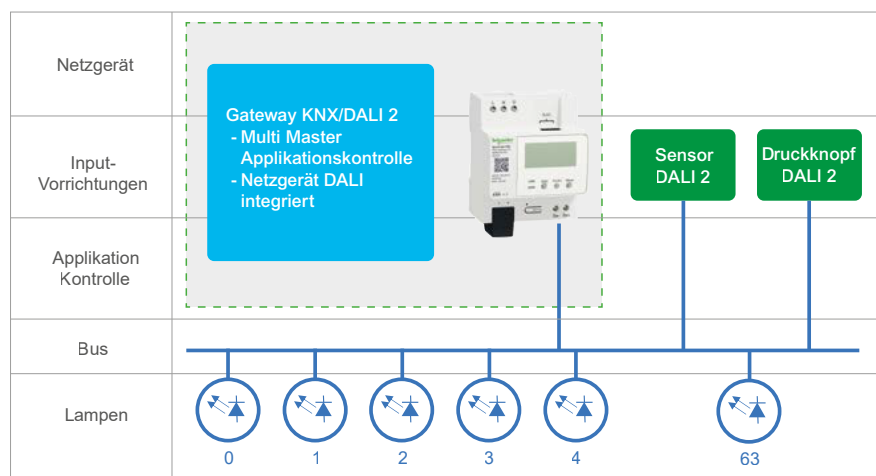 Netzgerät
Gateway KNX/DALI 2
- Multi Master
Applikationskontrolle
- Netzgerät DALI
integriert
Input-
Vorrichtungen
Sensor
DALI 2
Druckknopf
DALI 2
Applikation
Kontrolle
Bus
Lampen
0
1
2
3
4
63